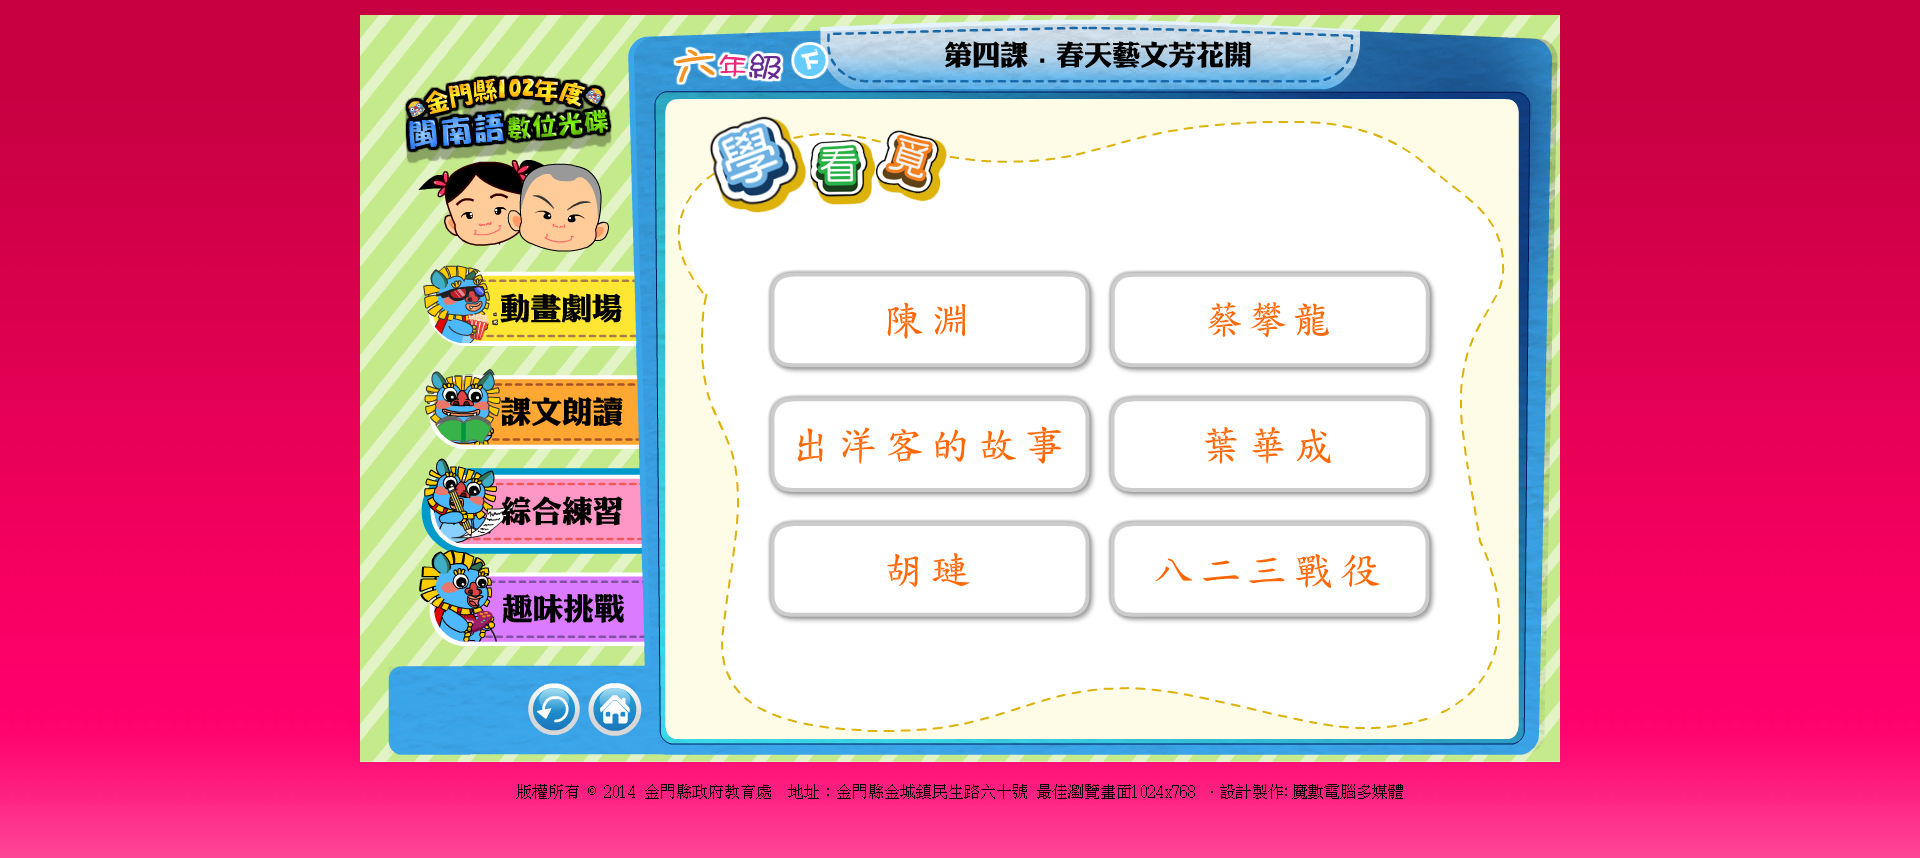 六年級 下
第四課．春天藝文芳花開
金門縣102年度
閩南語數位光碟
學看覓
動畫劇場
課文朗讀
綜合練習
趣味挑戰
陳淵
蔡攀龍
出洋客的故事
葉華成
胡璉
八二三戰役
版權所有 © 2014 金門縣政府教育處 地址：金門縣金城鎮民生路六十號 最佳瀏覽畫面1024x768 ．設計製作:魔數電腦多媒體